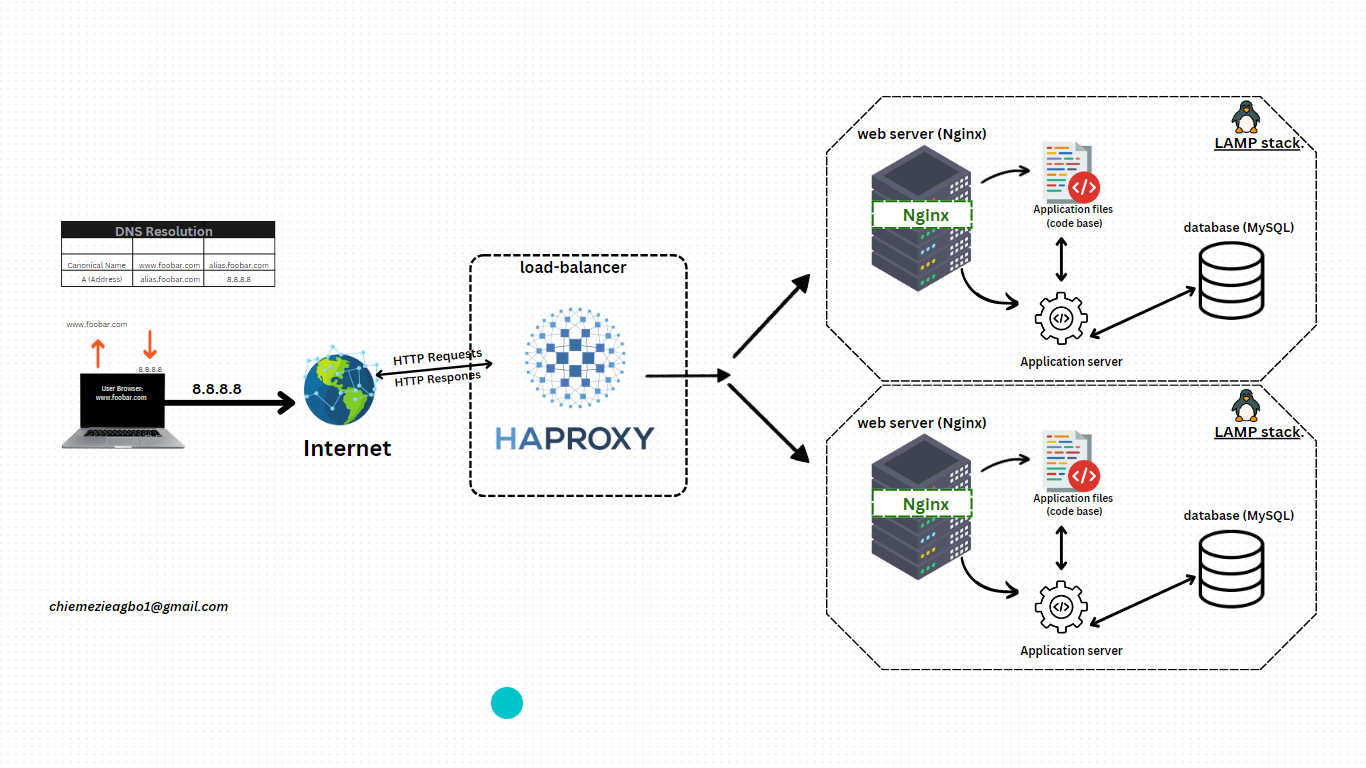 DNS Resolution
Canonical Name www.foobar.com alias.foobar.com
A (Address) alias.foobar.com 8.8.8.8
www.foobar.com
8.8.8.8
User Browser:
www.foobar.com
8.8.8.8
Internet
HTTP Requests
HTTP Respones
load-balancer
HAPROXY
web server (Nginx)
Nginx
Application files
(code base)
Application server
database (MySQL)
LAMP stack.
web server (Nginx)
Nginx
Application files
(code base)
Application server
database (MySQL)
LAMP stack.
chiemezieagbo1@gmail.com